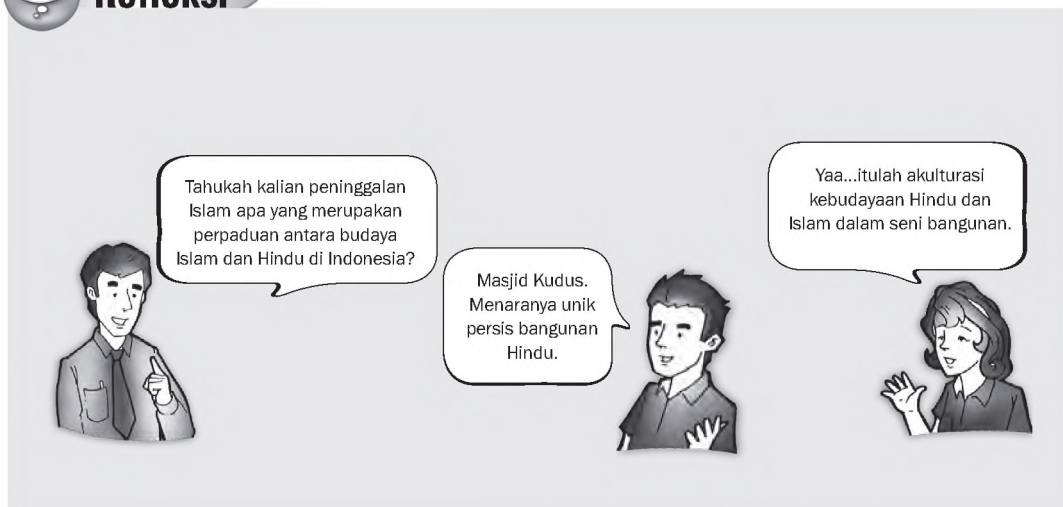 Refleksi
Tahukah kalian peninggalan
Islam apa yang merupakan
perpaduan antara budaya
Islam dan Hindu di Indonesia?
Masjid Kudus.
Menaranya unik
persis bangunan
Hindu.
Yaa...itulah akulturasi
kebudayaan Hindu dan
Islam dalam seni bangunan.